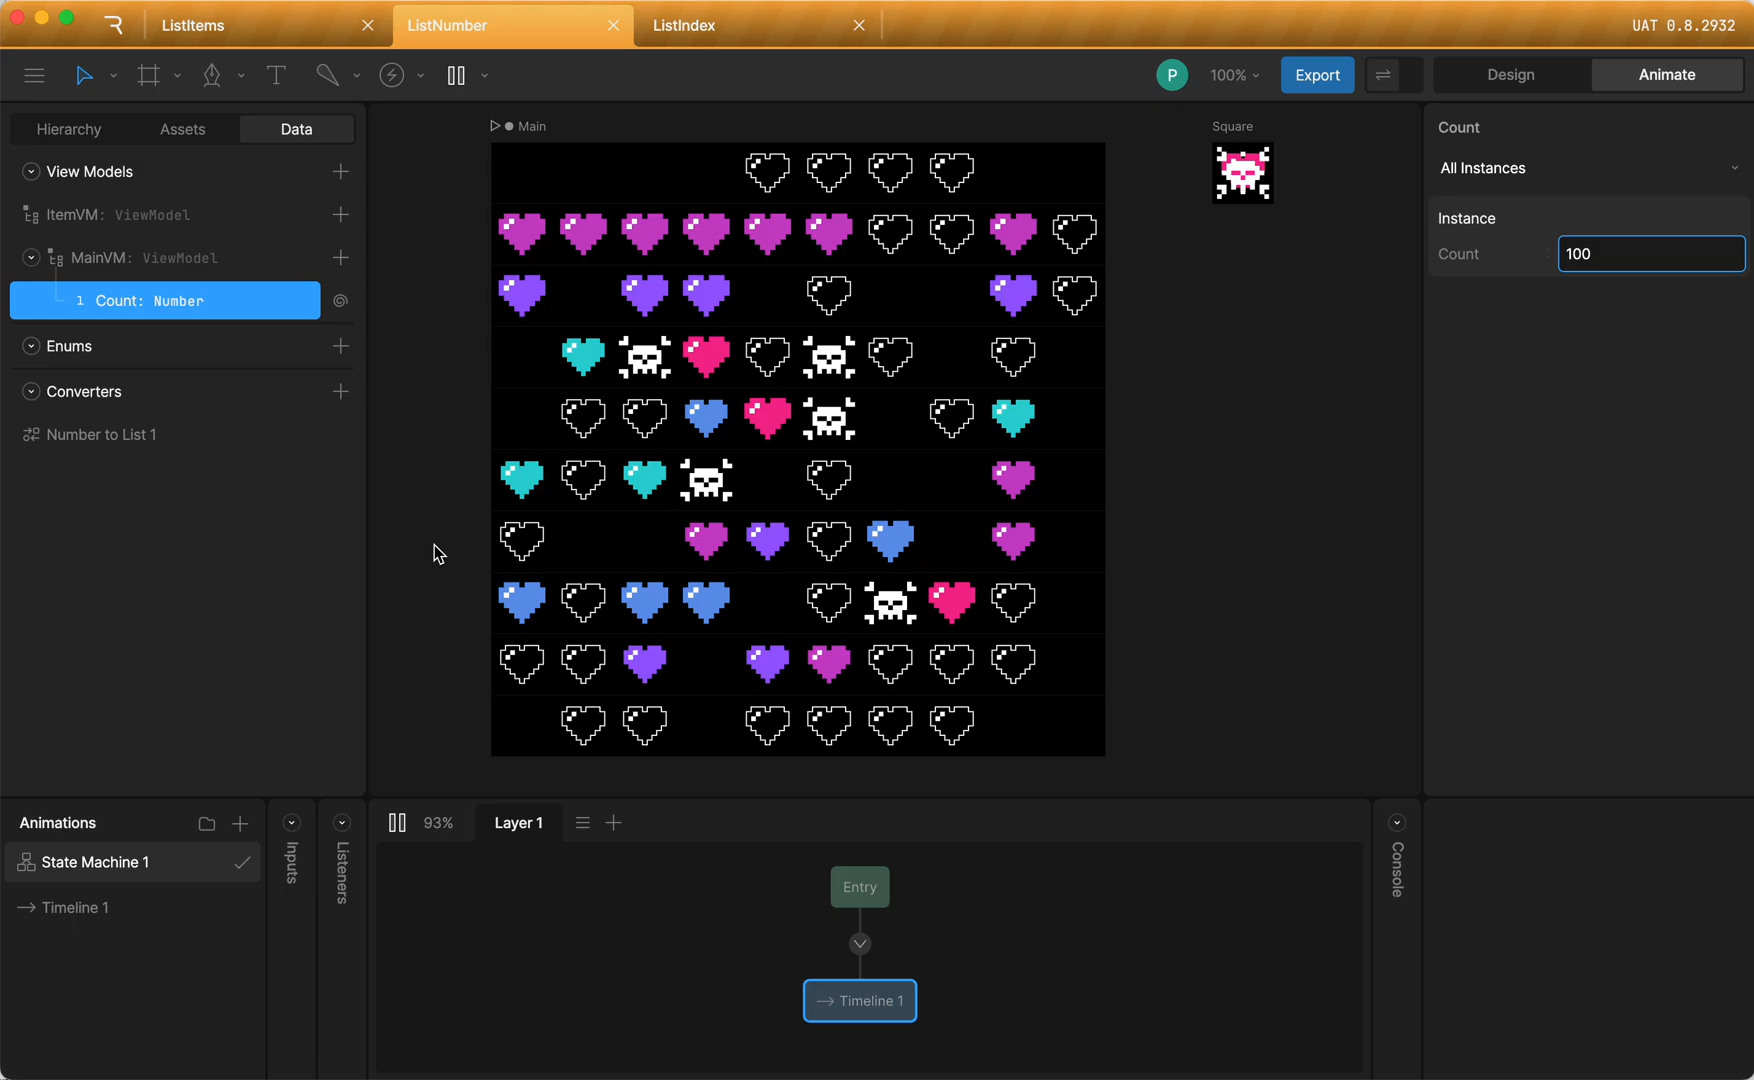 ListItems
ListNumber
ListIndex
UAT 0.8.2932
P
100%
Export
Design
Animate
Hierarchy
Assets
Data
Main
Square
Count
View Models
All Instances
ItemVM: ViewModel
Instance
MainVM: ViewModel
Count
100
1 Count: Number
Enums
Converters
Number to List 1
Animations
93%
Layer 1
State Machine 1
Inputs
Listeners
Console
Entry
Timeline 1
Timeline 1